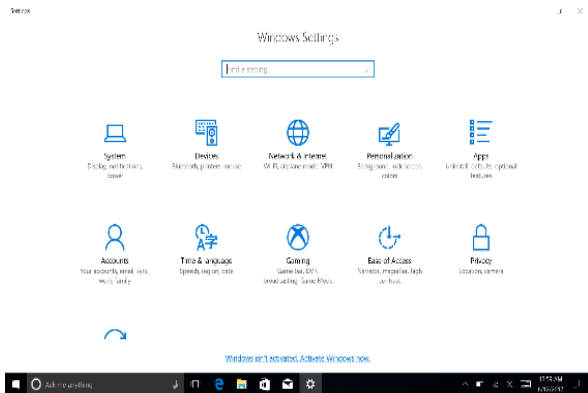 Settings
Windows Settings
Find a setting
System
Display, notifications,
power
Devices
Bluetooth, printers, mouse
Network & Internet
Wi-Fi, airplane mode, VPN
Personalization
Background, lock screen,
colors
Apps
Uninstall, defaults, optional
features
Accounts
Your accounts, email, sync,
work, family
Time & language
Speech, region, date
Gaming
Game bar, DVR,
broadcasting, Game Mode
Ease of Access
Narrator, magnifier, high
contrast
Privacy
Location, camera
Windows isn't activated. Activate Windows now.
Ask me anything
12:59 AM